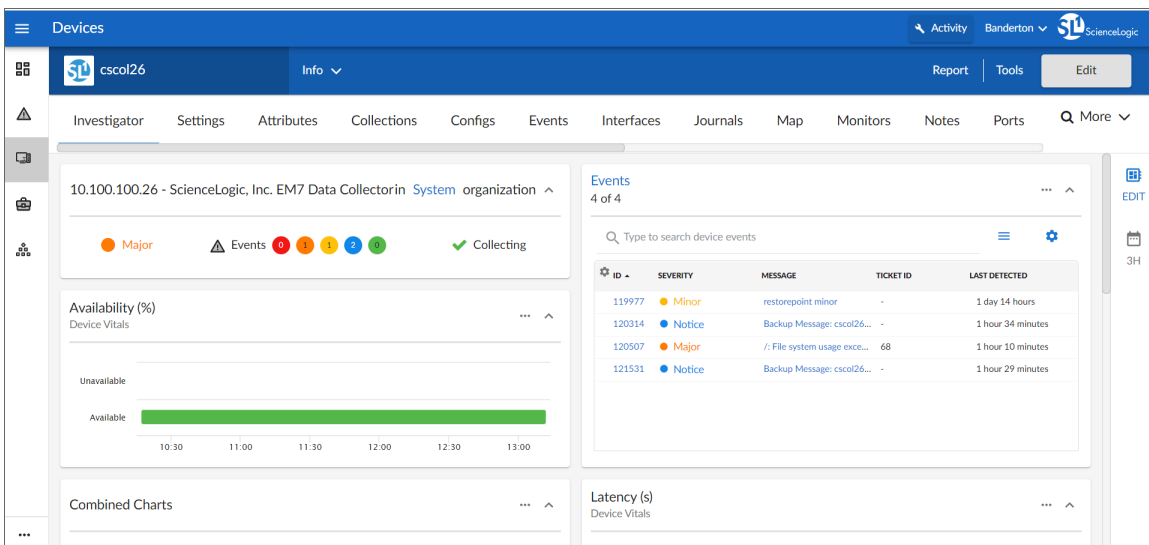 Devices
Activity
Banderton
SL1 ScienceLogic
SL1
cscol26
Info
Report
Tools
Edit
Investigator
Settings
Attributes
Collections
Configs
Events
Interfaces
Journals
Map
Monitors
Notes
Ports
More
10.100.100.26 - ScienceLogic, Inc. EM7 Data Collectorin System organization
Major
Events 0 1 1 2 0
Collecting
Availability (%)
Device Vitals
Unavailable
Available
10:30 11:00 11:30 12:00 12:30 13:00
Combined Charts
Events
4 of 4
Type to search device events
ID SEVERITY MESSAGE TICKET ID LAST DETECTED
119977 Minor restorepoint minor - 1 day 14 hours
120314 Notice Backup Message: cscol26... - 1 hour 34 minutes
120507 Major /: File system usage exce... 68 1 hour 10 minutes
121531 Notice Backup Message: cscol26... - 1 hour 29 minutes
Latency (s)
Device Vitals
EDIT
3H